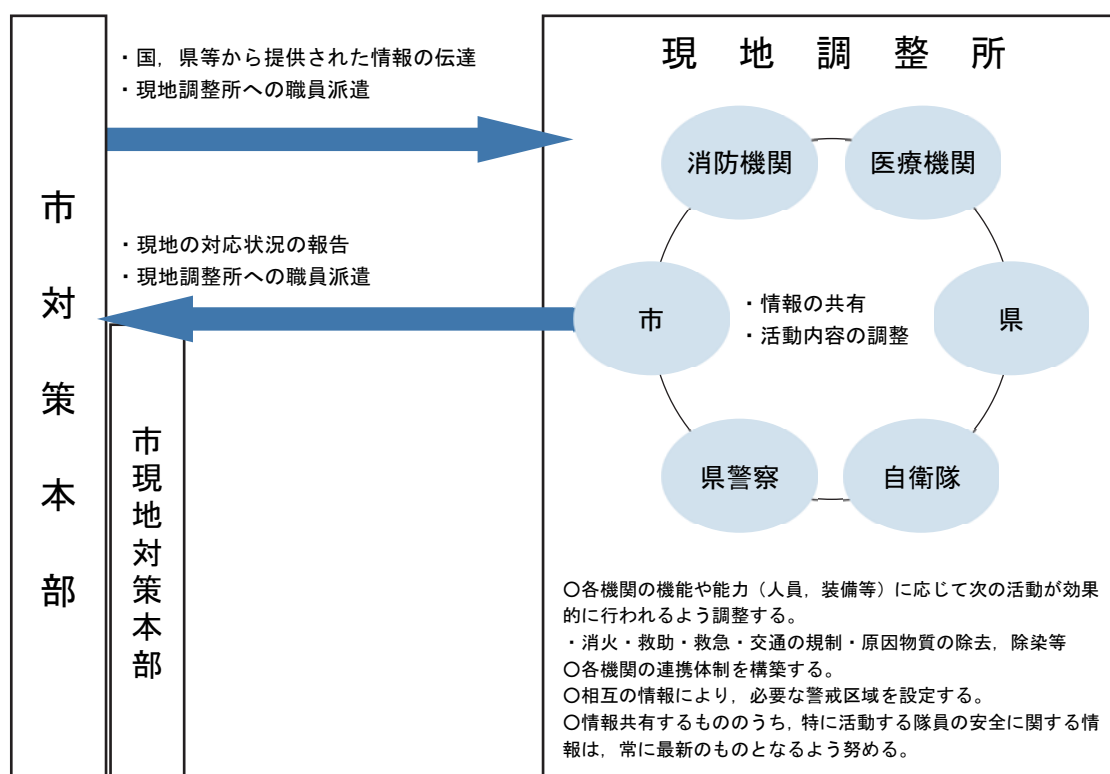 市対策本部
市現地対策本部
・国，県等から提供された情報の伝達
・現地調整所への職員派遣
・現地の対応状況の報告
・現地調整所への職員派遣
現地調整所
消防機関
医療機関
市
・情報の共有
・活動内容の調整
県
県警察
自衛隊
〇各機関の機能や能力（人員，装備等）に応じて次の活動が効果
的に行われるよう調整する。
・消火・救助・救急・交通の規制・原因物質の除去，除染等
〇各機関の連携体制を構築する。
〇相互の情報により，必要な警戒区域を設定する。
〇情報共有するもののうち，特に活動する隊員の安全に関する情
報は，常に最新のものとなるよう努める。